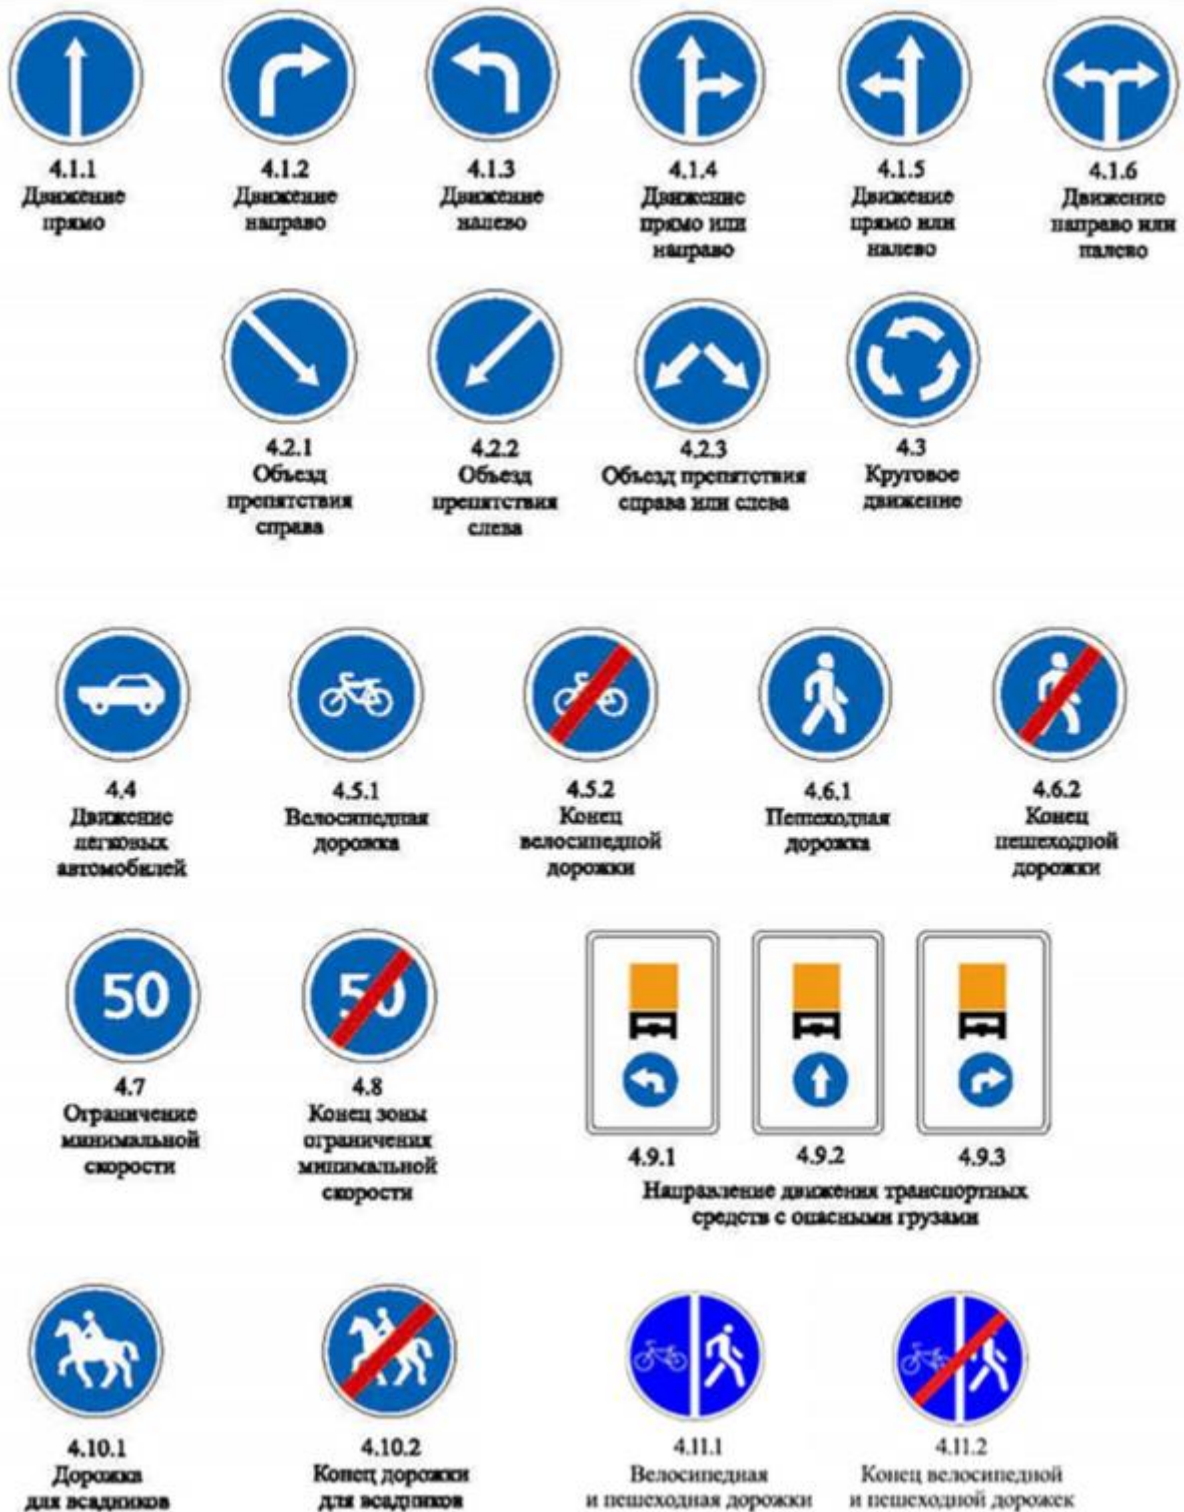 4.1.1
Движение
прямо
4.1.2
Движение
направо
4.1.3
Движение
налево
4.1.4
Движение
прямо или
направо
4.1.5
Движение
прямо или
налево
4.1.6
Движение
направо или
налево
4.2.1
Объезд
препятствия
справа
4.2.2
Объезд
препятствия
слева
4.2.3
Объезд препятствия
справа или слева
4.3
Круговое
движение
4.4
Движение
легковых
автомобилей
4.5.1
Велосипедная
дорожка
4.5.2
Конец
велосипедной
дорожки
4.6.1
Пешеходная
дорожка
4.6.2
Конец
пешеходной
дорожки
50
4.7
Ограничение
минимальной
скорости
50
4.8
Конец зоны
ограничения
минимальной
скорости
4.9.1
4.9.2
4.9.3
Направление движения транспортных
средств с опасными грузами
4.10.1
Дорожка
для всадников
4.10.2
Конец дорожки
для всадников
4.11.1
Велосипедная
и пешеходная дорожки
4.11.2
Конец велосипедной
и пешеходной дорожек